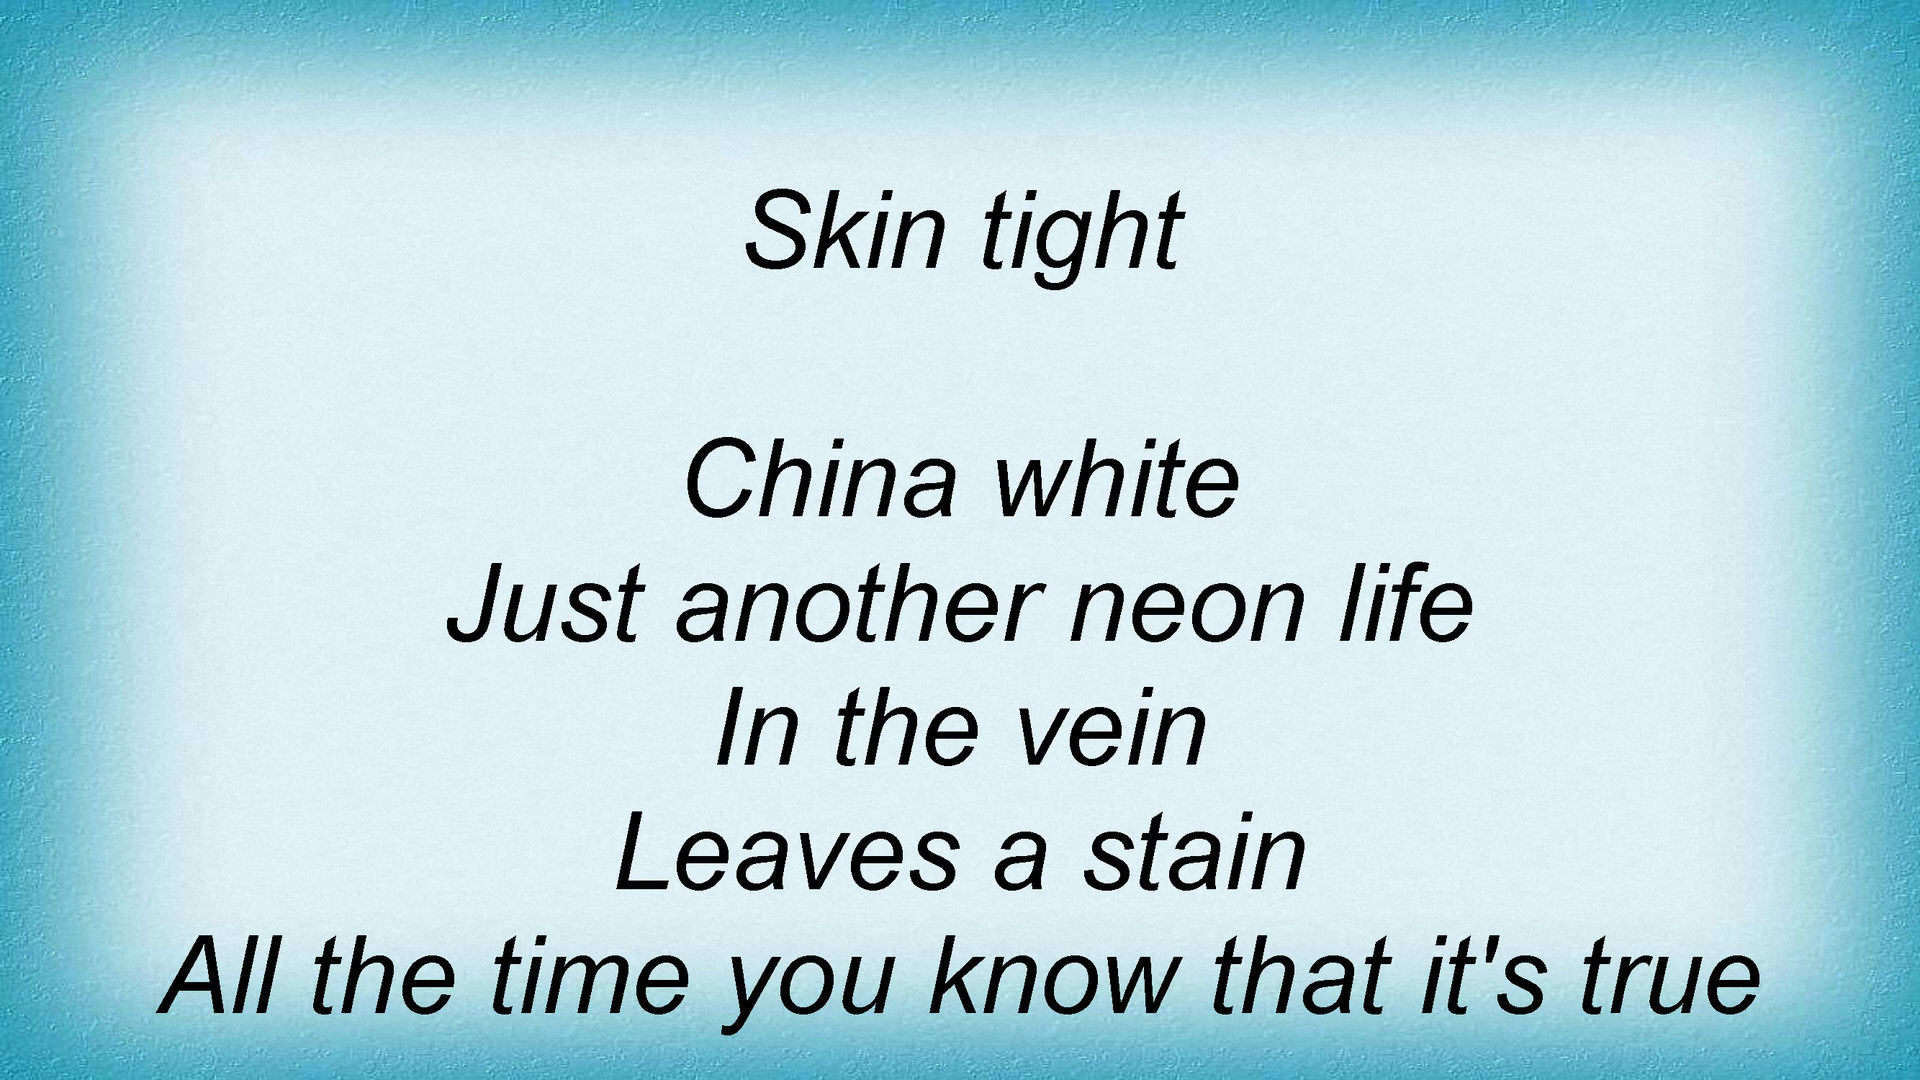 Skin tight
China white
Just another neon life
In the vein
Leaves a stain
All the time you know that it's true